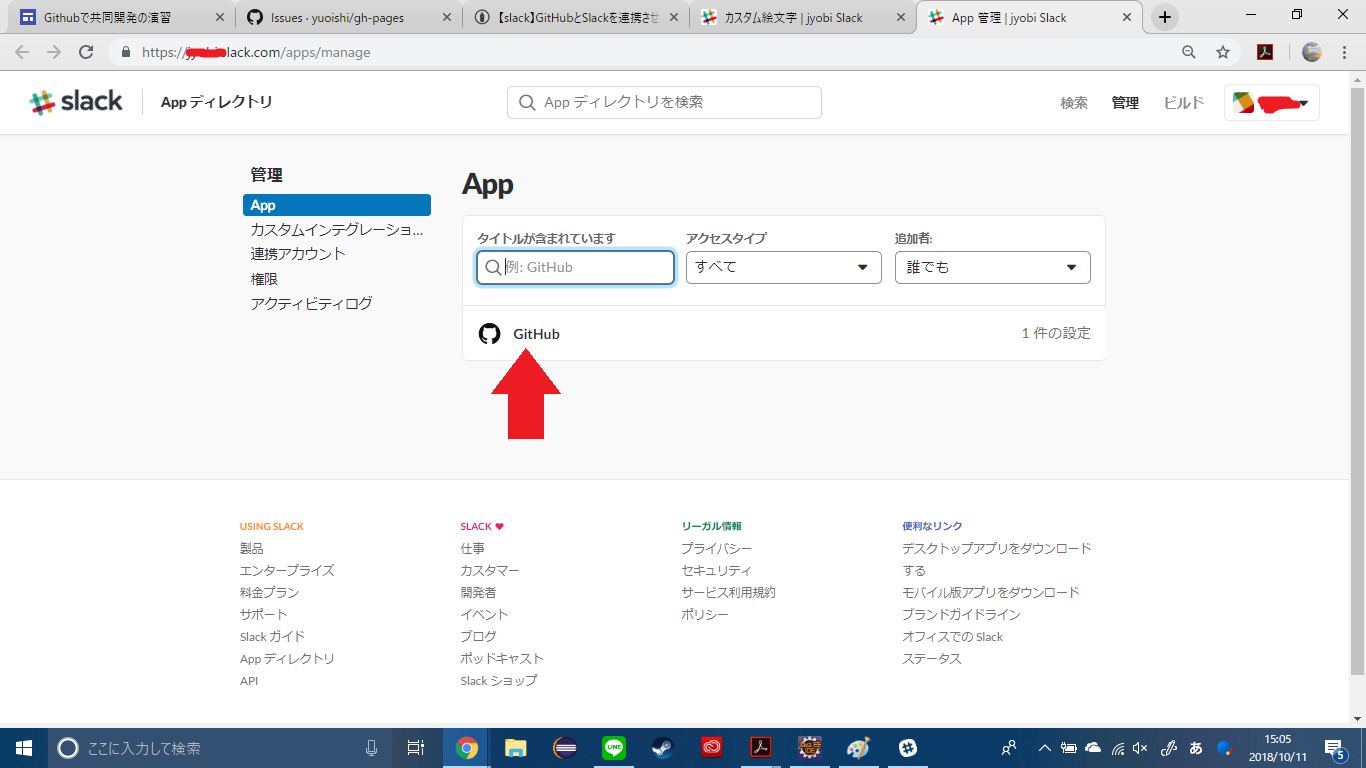 Githubで共同開発の演習
Issues · yuoishi/gh-pages
【slack】GitHubとSlackを連携させ
カスタム絵文字 | jyobi Slack
App 管理 | jyobi Slack
slack.com/apps/manage
slack
App ディレクトリ
App ディレクトリを検索
検索
管理
ビルド
管理
App
カスタムインテグレーショ...
連携アカウント
権限
アクティビティログ
App
タイトルが含まれています
アクセスタイプ
追加者:
例: GitHub
すべて
誰でも
GitHub
1 件の設定
USING SLACK
製品
エンタープライズ
料金プラン
サポート
Slack ガイド
App ディレクトリ
API
SLACK
仕事
カスタマー
開発者
イベント
ブログ
ポッドキャスト
Slack ショップ
リーガル情報
プライバシー
セキュリティ
サービス利用規約
ポリシー
便利なリンク
デスクトップアプリをダウンロード
する
モバイル版アプリをダウンロード
ブランドガイドライン
オフィスでの Slack
ステータス
ここに入力して検索
LINE
あ
15:05
2018/10/11
5